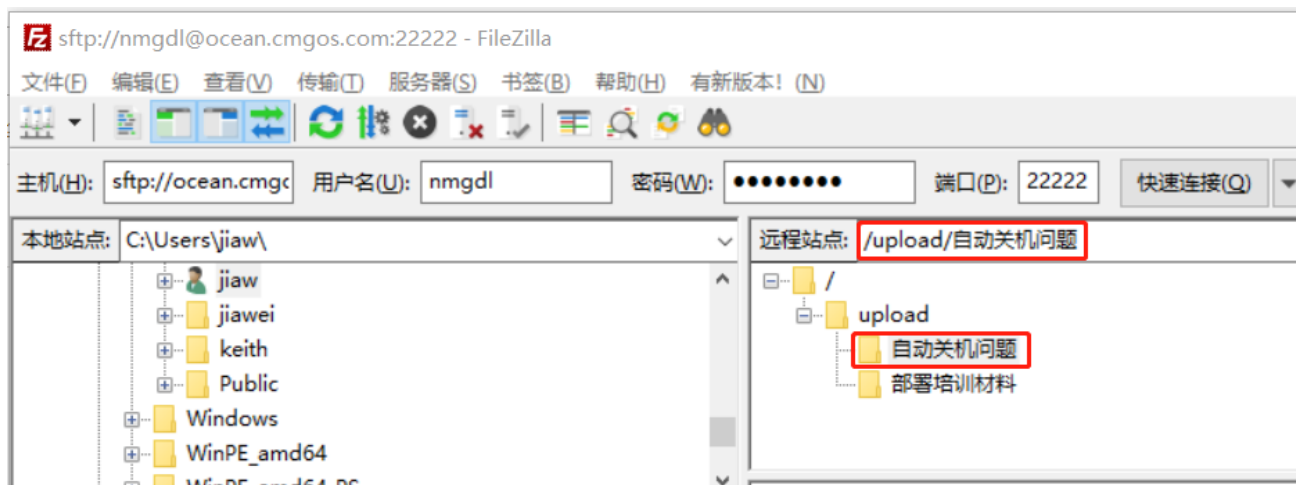 sftp://nmgdl@ocean.cmgos.com:22222 - FileZilla
文件(F) 编辑(E) 查看(V) 传输(T) 服务器(S) 书签(B) 帮助(H) 有新版本！(N)
主机(H): sftp://ocean.cmgc 用户名(U): nmgdl 密码(W): ●●●●●●●●● 端口(P): 22222 快速连接(Q)
本地站点: C:\Users\jiaw\
jiaw
jiawei
keith
Public
Windows
WinPE_amd64
WinPE_amd64_PS
远程站点: /upload/自动关机问题
/
upload
自动关机问题
部署培训材料